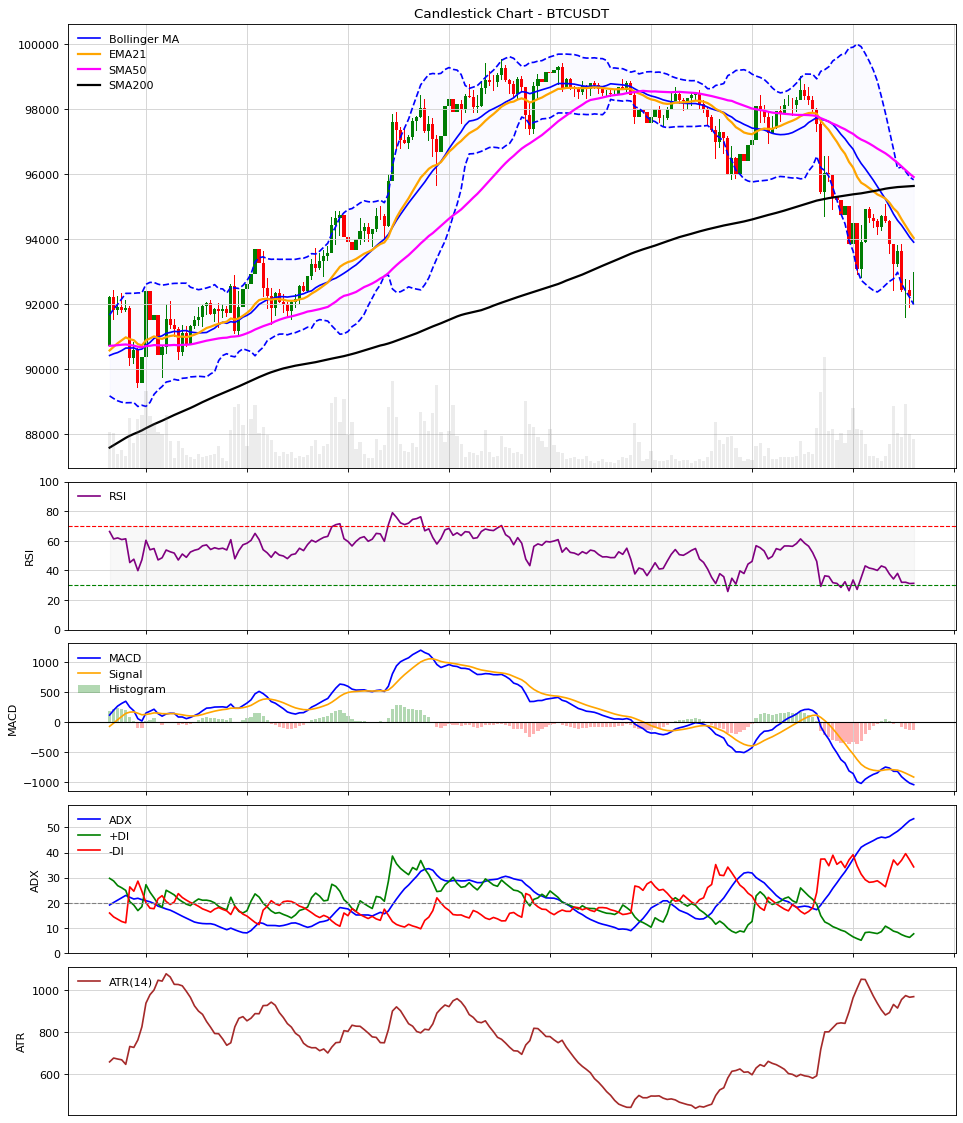 Candlestick Chart - BTCUSDT
Bollinger MA
EMA21
SMA50
SMA200
100000
98000
96000
94000
92000
90000
88000
RSI
RSI
100
80
60
40
20
0
MACD
Signal
Histogram
MACD
1000
500
0
−500
−1000
ADX
+DI
-DI
ADX
50
40
30
20
10
0
ATR(14)
ATR
1000
800
600